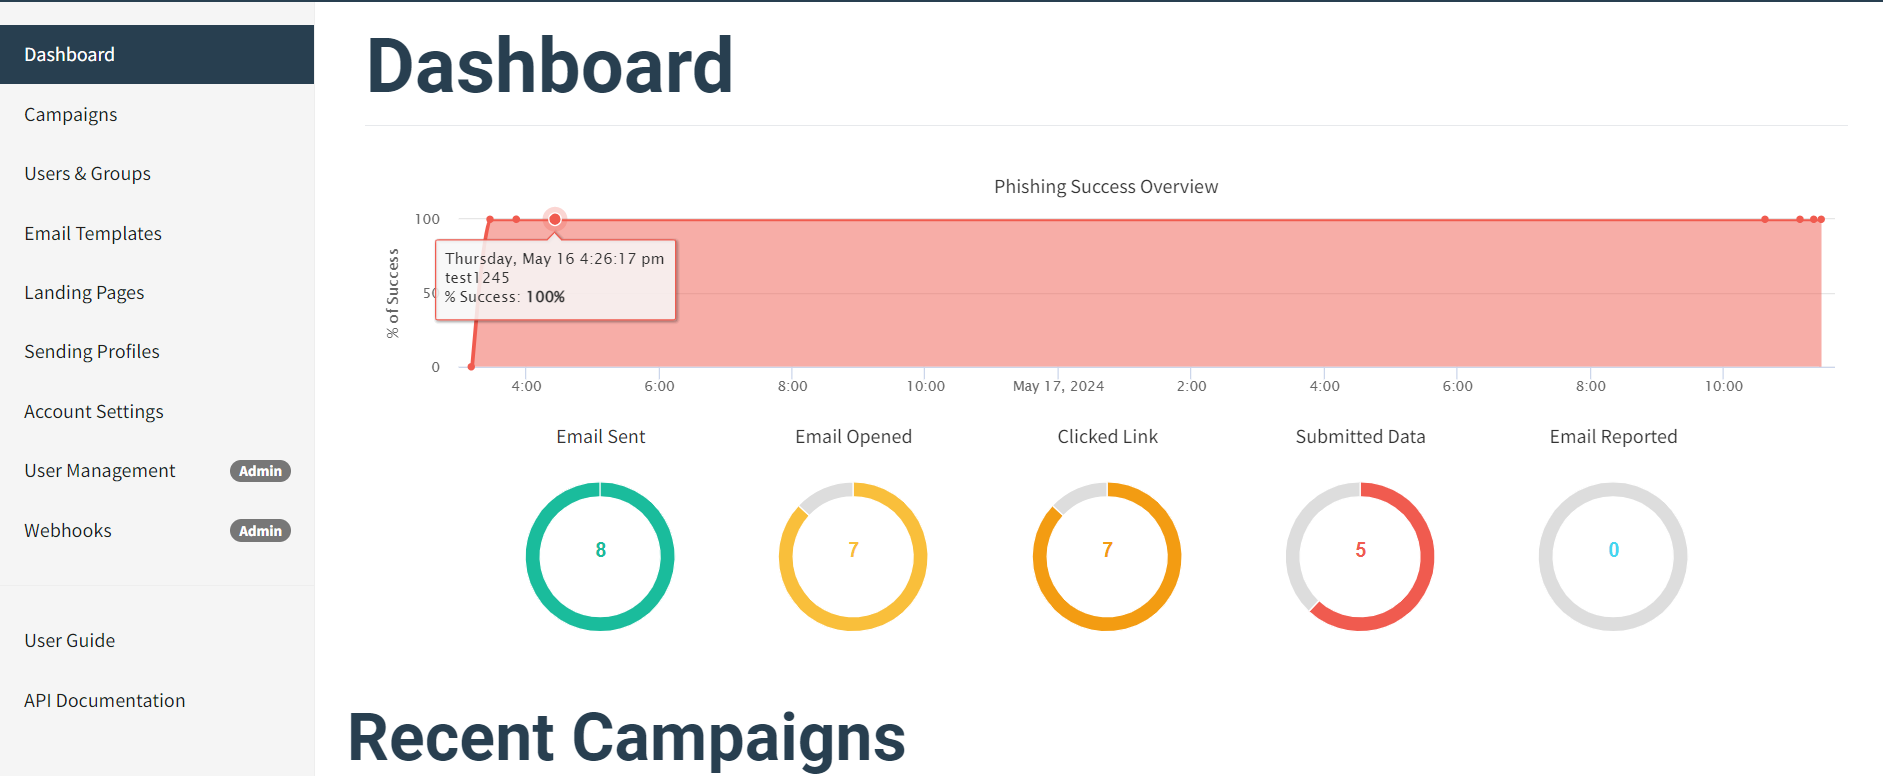 Dashboard
Campaigns
Users & Groups
Email Templates
Landing Pages
Sending Profiles
Account Settings
User Management Admin
Webhooks Admin
User Guide
API Documentation
Dashboard
Phishing Success Overview
% of Success
100
50
0
Thursday, May 16 4:26:17 pm
test1245
% Success: 100%
4:00 6:00 8:00 10:00 May 17, 2024 2:00 4:00 6:00 8:00 10:00
Email Sent Email Opened Clicked Link Submitted Data Email Reported
8 7 7 5 0
Recent Campaigns